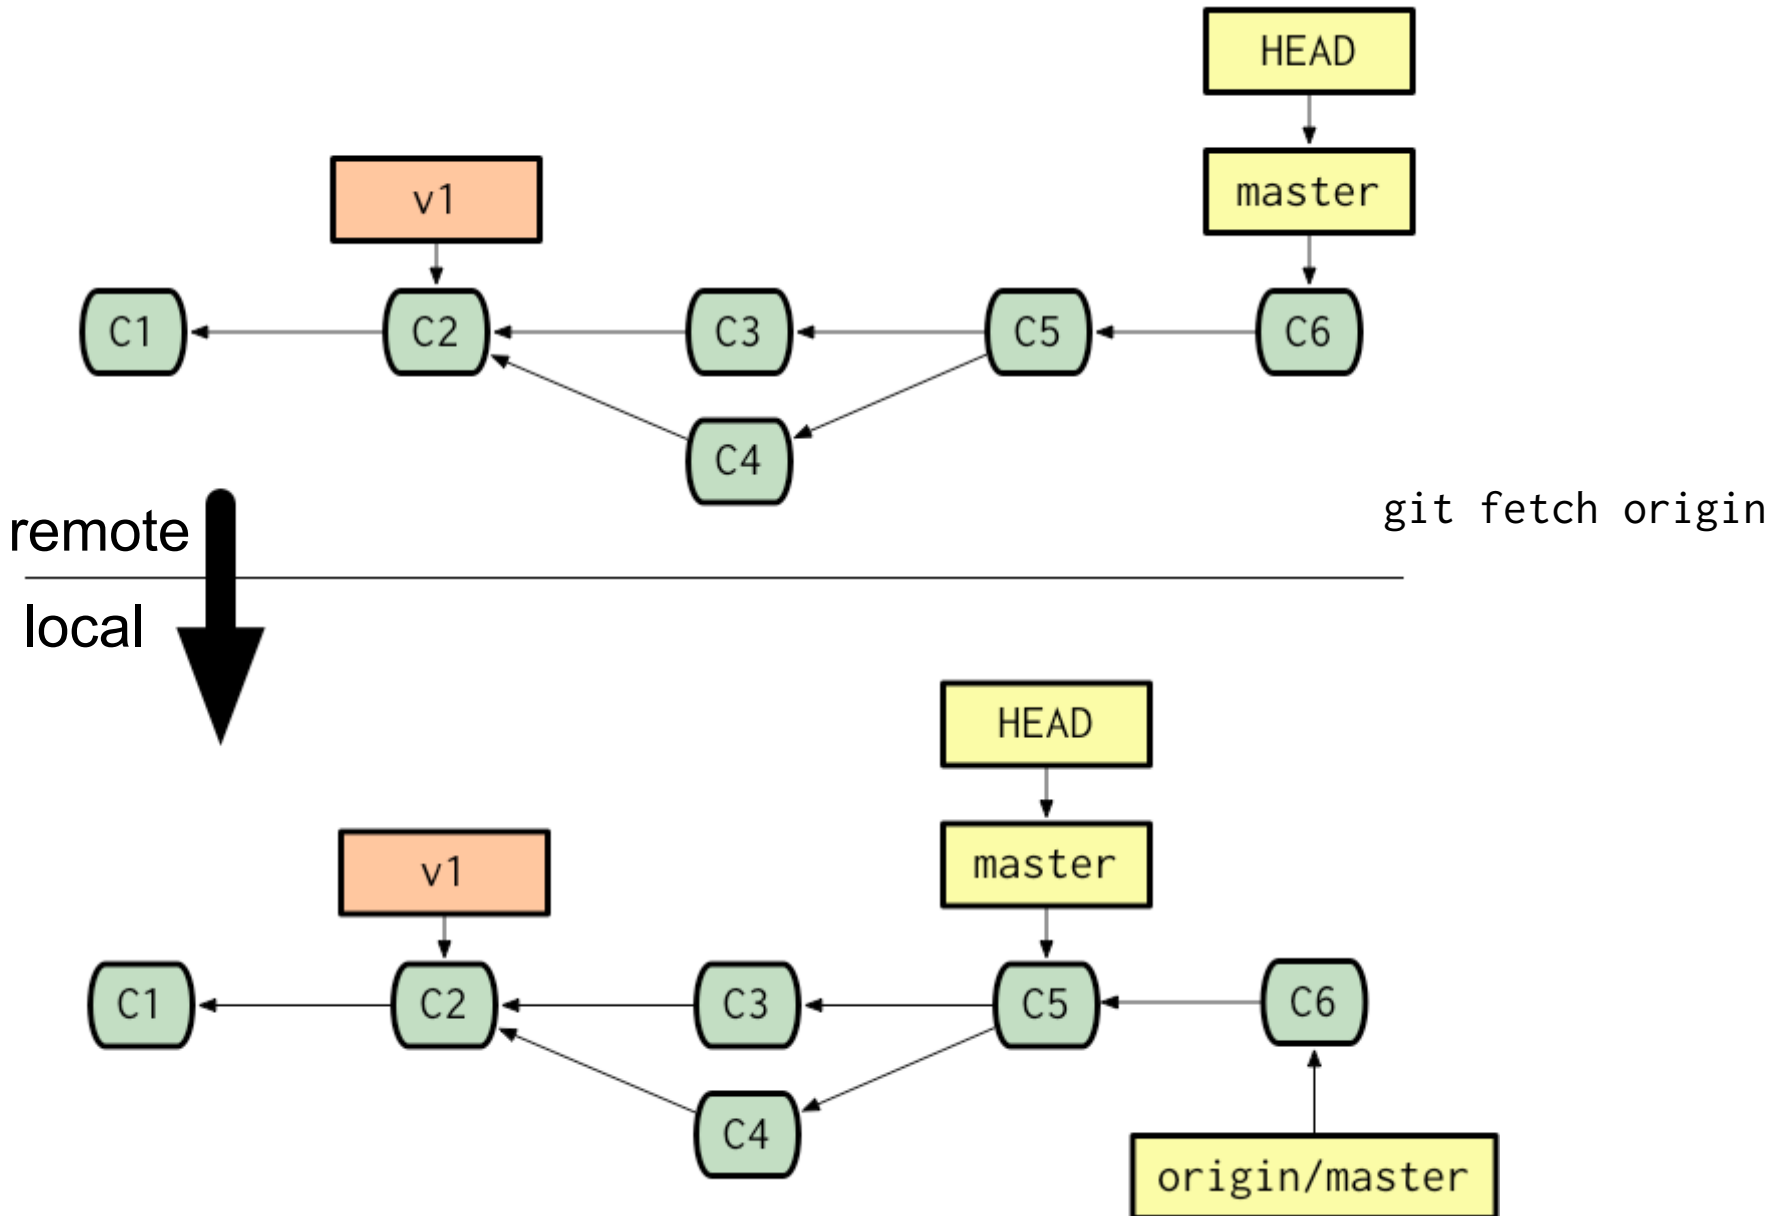 HEAD
v1
master
C1
C2
C3
C5
C6
C4
git fetch origin
remote
local
HEAD
v1
master
C1
C2
C3
C5
C6
C4
origin/master